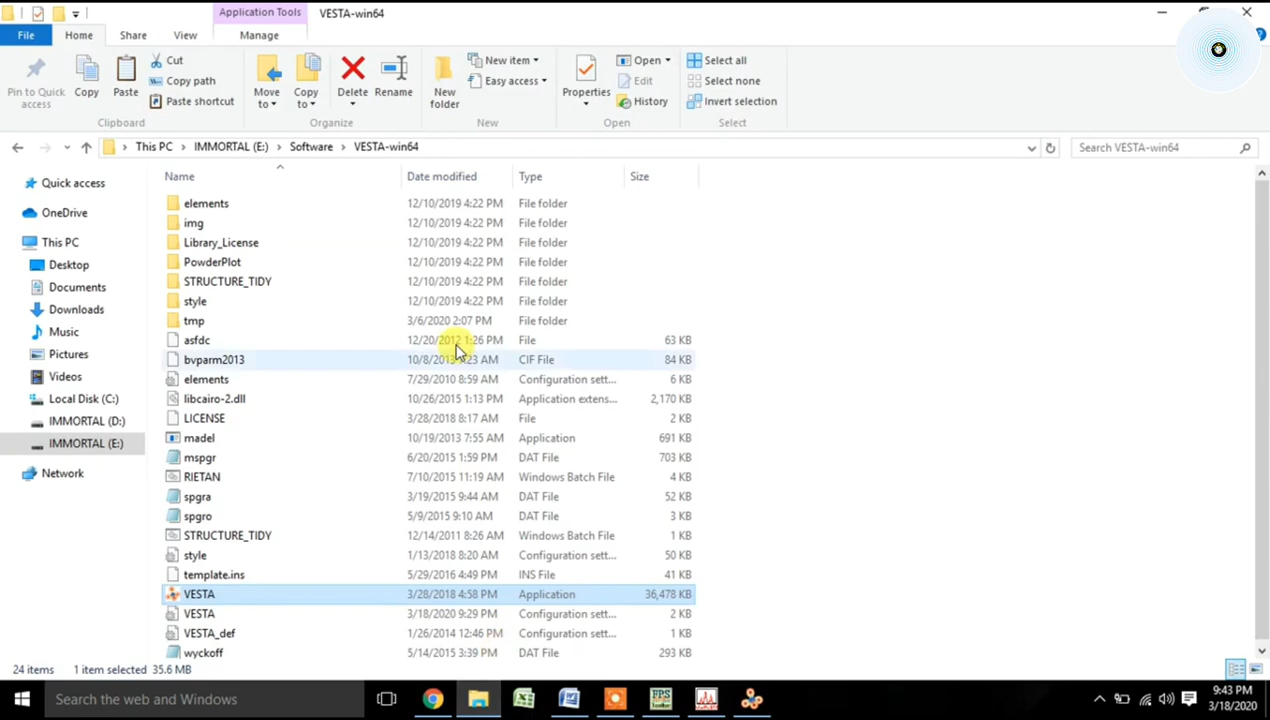 Application Tools VESTA-win64
File Home Share View Manage
Pin to Quick access
Copy
Paste
Cut
Copy path
Paste shortcut
Clipboard
Move to
Copy to
Delete
Rename
Organize
New folder
New item
Easy access
New
Properties
Open
Edit
History
Open
Select all
Select none
Invert selection
Select
This PC IMMORTAL (E:) Software VESTA-win64
Search VESTA-win64
Quick access
OneDrive
This PC
Desktop
Documents
Downloads
Music
Pictures
Videos
Local Disk (C:)
IMMORTAL (D:)
IMMORTAL (E:)
Network
Name Date modified Type Size
elements 12/10/2019 4:22 PM File folder
img 12/10/2019 4:22 PM File folder
Library_License 12/10/2019 4:22 PM File folder
PowderPlot 12/10/2019 4:22 PM File folder
STRUCTURE_TIDY 12/10/2019 4:22 PM File folder
style 12/10/2019 4:22 PM File folder
tmp 3/6/2020 2:07 PM File folder
asfdc 12/20/2012 1:26 PM File 63 KB
bvparm2013 10/8/2013 AM CIF File 84 KB
elements 7/29/2010 8:59 AM Configuration sett... 6 KB
libcairo-2.dll 10/26/2015 1:13 PM Application extens... 2,170 KB
LICENSE 3/28/2018 8:17 AM File 2 KB
madel 10/19/2013 7:55 AM Application 691 KB
mspgr 6/20/2015 1:59 PM DAT File 703 KB
RIETAN 7/10/2015 11:19 AM Windows Batch File 4 KB
spgra 3/19/2015 9:44 AM DAT File 52 KB
spgro 5/9/2015 9:10 AM DAT File 3 KB
STRUCTURE_TIDY 12/14/2011 8:26 AM Windows Batch File 1 KB
style 1/13/2018 8:20 AM Configuration sett... 50 KB
template.ins 5/29/2016 4:49 PM INS File 41 KB
VESTA 3/28/2018 4:58 PM Application 36,478 KB
VESTA 3/18/2020 9:29 PM Configuration sett... 2 KB
VESTA_def 1/26/2014 12:46 PM Configuration sett... 1 KB
wyckoff 5/14/2015 3:39 PM DAT File 293 KB
24 items 1 item selected 35.6 MB
Search the web and Windows
9:43 PM
3/18/2020